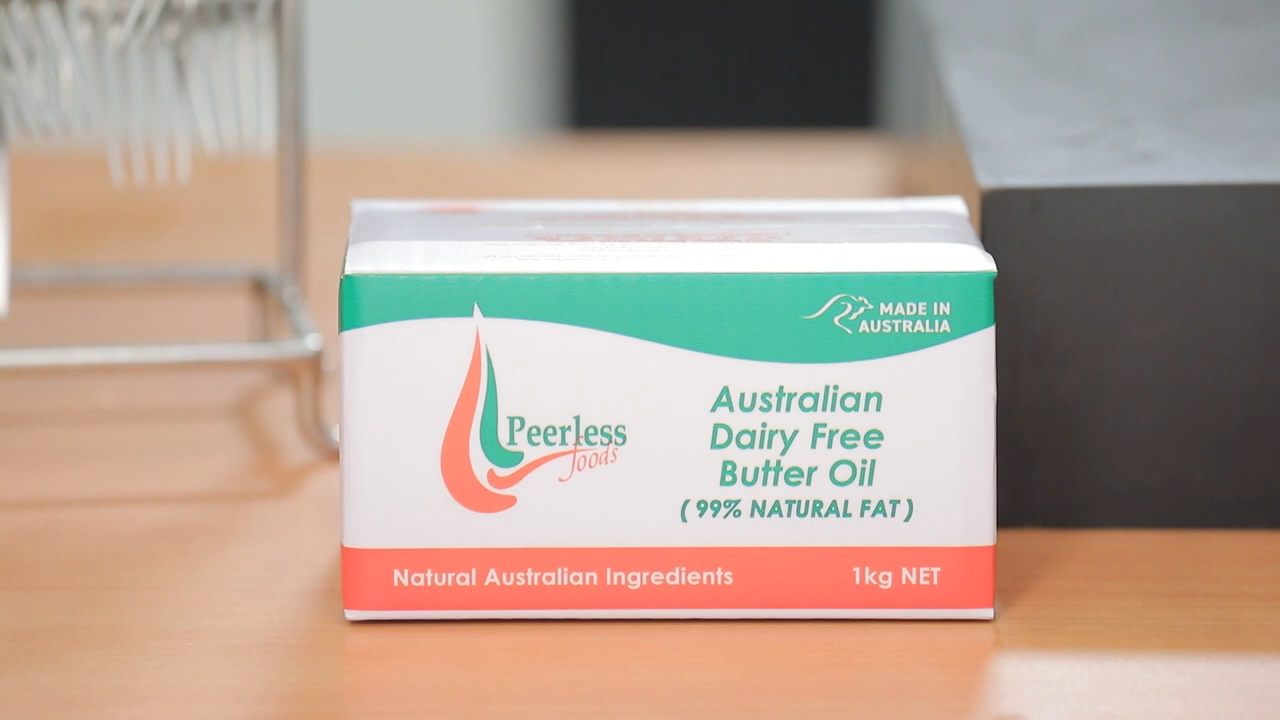 MADE IN
AUSTRALIA
Peerless
foods
Australian
Dairy Free
Butter Oil
( 99% NATURAL FAT )
Natural Australian Ingredients
1kg NET